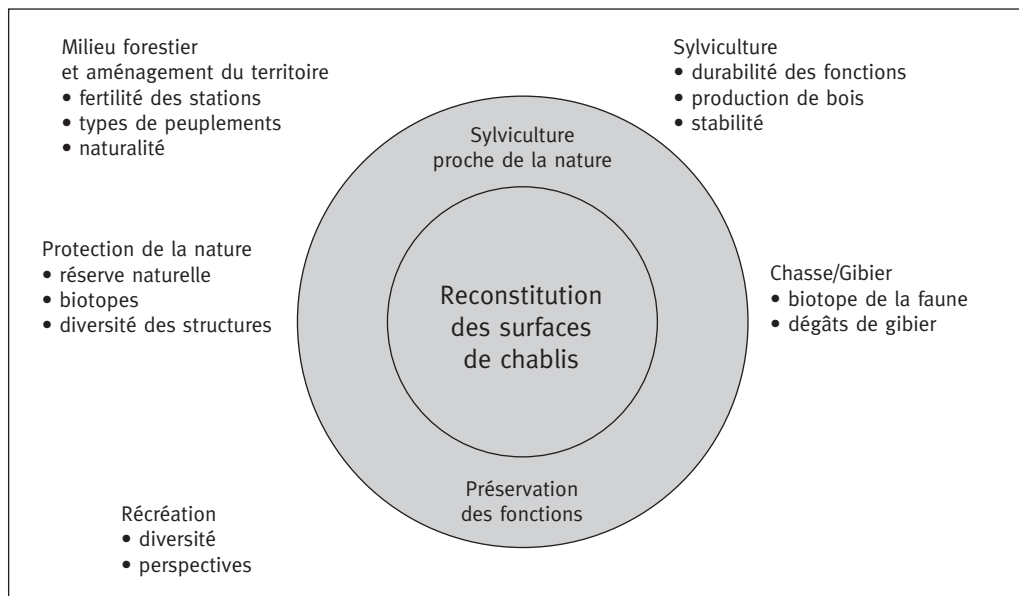 Milieu forestier
et aménagement du territoire
• fertilité des stations
• types de peuplements
• naturalité
Sylviculture
• durabilité des fonctions
• production de bois
• stabilité
Sylviculture
proche de la nature
Protection de la nature
• réserve naturelle
• biotopes
• diversité des structures
Reconstitution
des surfaces
de chablis
Chasse/Gibier
• biotope de la faune
• dégâts de gibier
Préservation
des fonctions
Récréation
• diversité
• perspectives